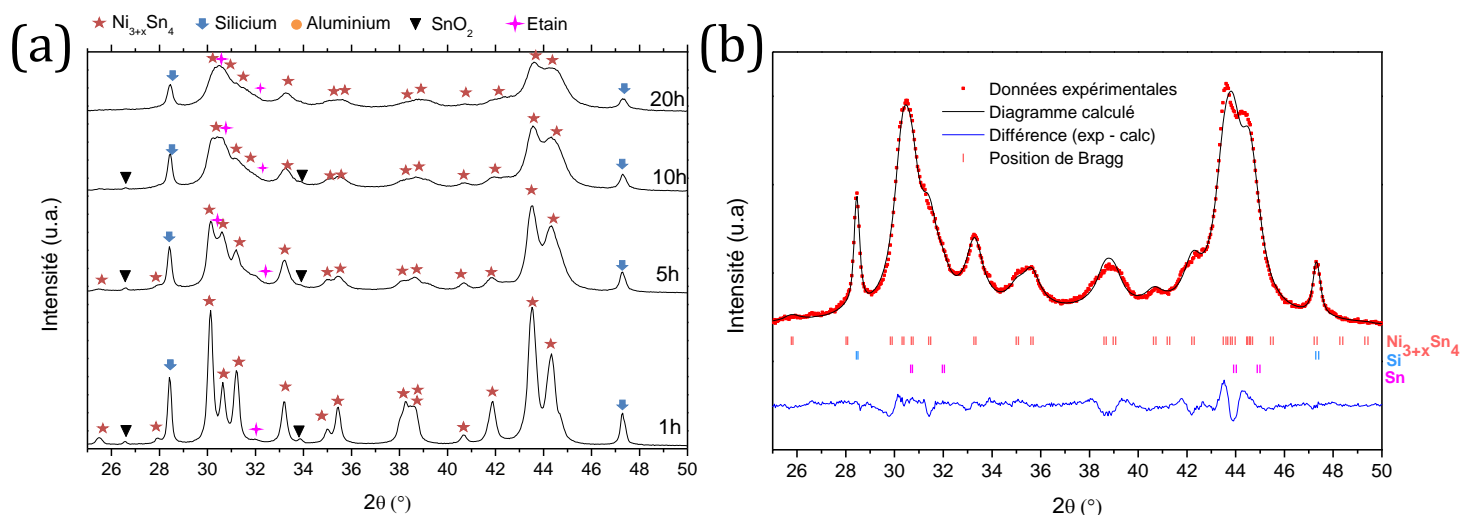 Ni3+xSn4 Silicium Aluminium SnO2 Etain
(a)
20h
10h
5h
1h
Intensité (u.a.)
26 28 30 32 34 36 38 40 42 44 46 48 50
2θ (°)
(b)
Données expérimentales
Diagramme calculé
Différence (exp - calc)
Position de Bragg
Intensité (u.a)
Ni3+xSn4
Si
Sn
26 28 30 32 34 36 38 40 42 44 46 48 50
2θ (°)